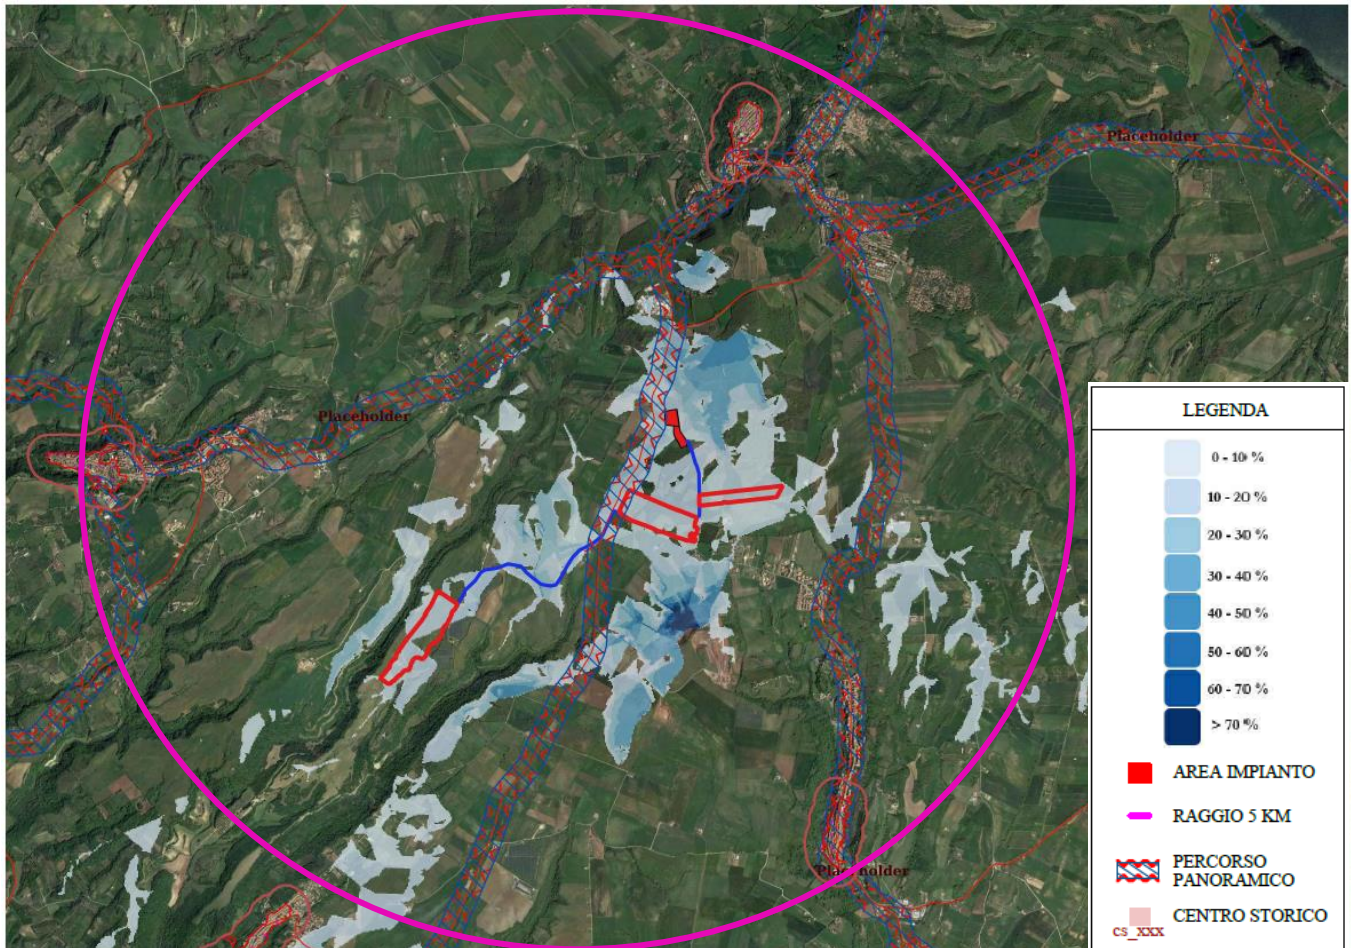 Placeholder
Placeholder
Placeholder
LEGENDA
0 - 10 %
10 - 20 %
20 - 30 %
30 - 40 %
40 - 50 %
50 - 60 %
60 - 70 %
> 70 %
AREA IMPIANTO
RAGGIO 5 KM
PERCORSO
PANORAMICO
CENTRO STORICO
cs_xxx